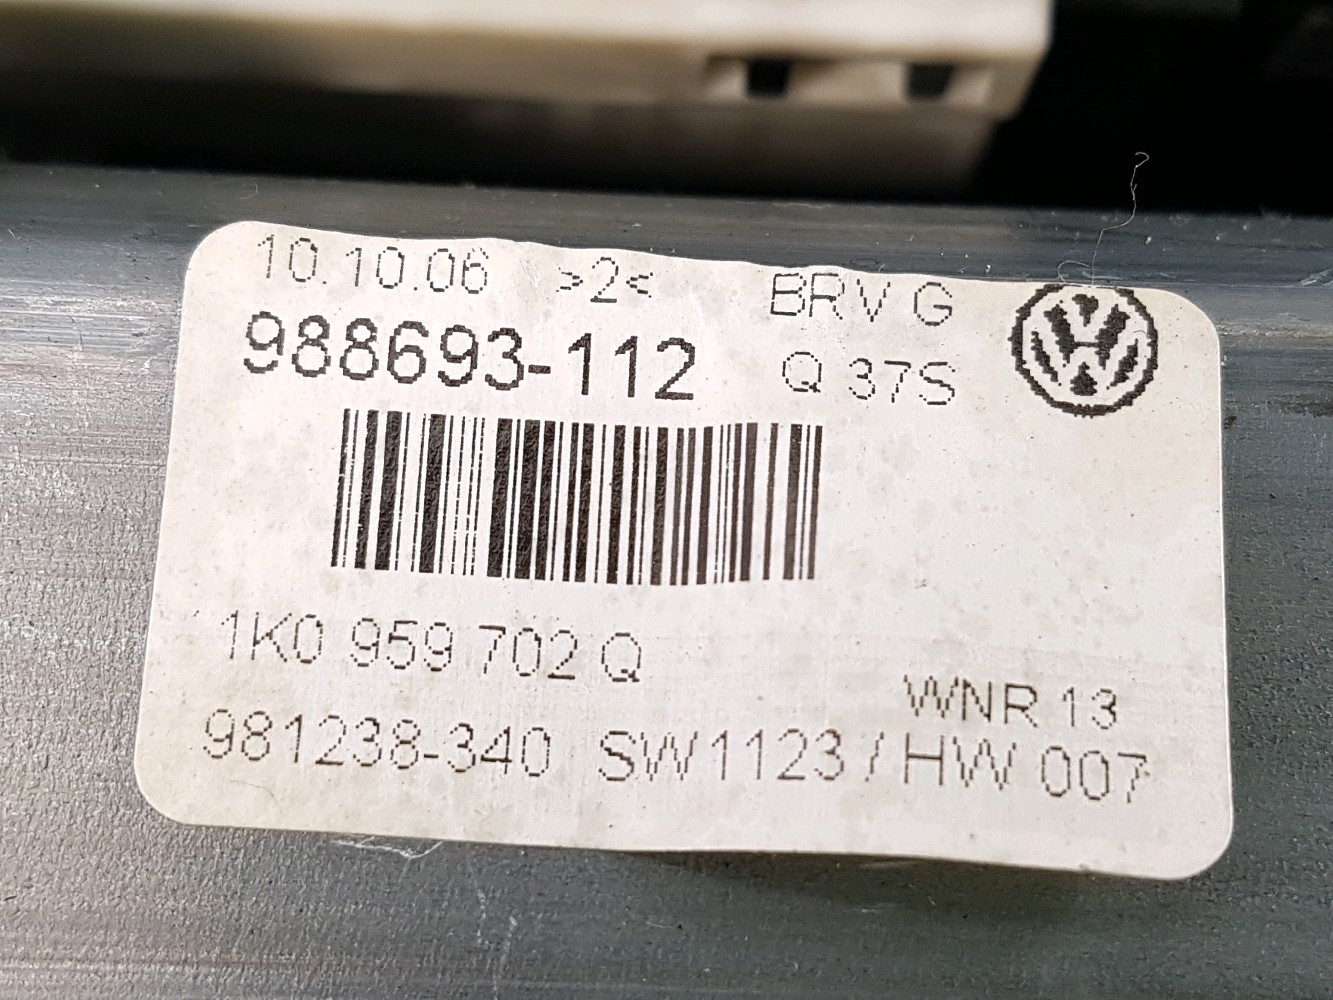 10.10.06 >2< BRV G
988693-112 Q 37S
1K0 959 702 Q
WNR 13
981238-340 SW1123 / HW 007